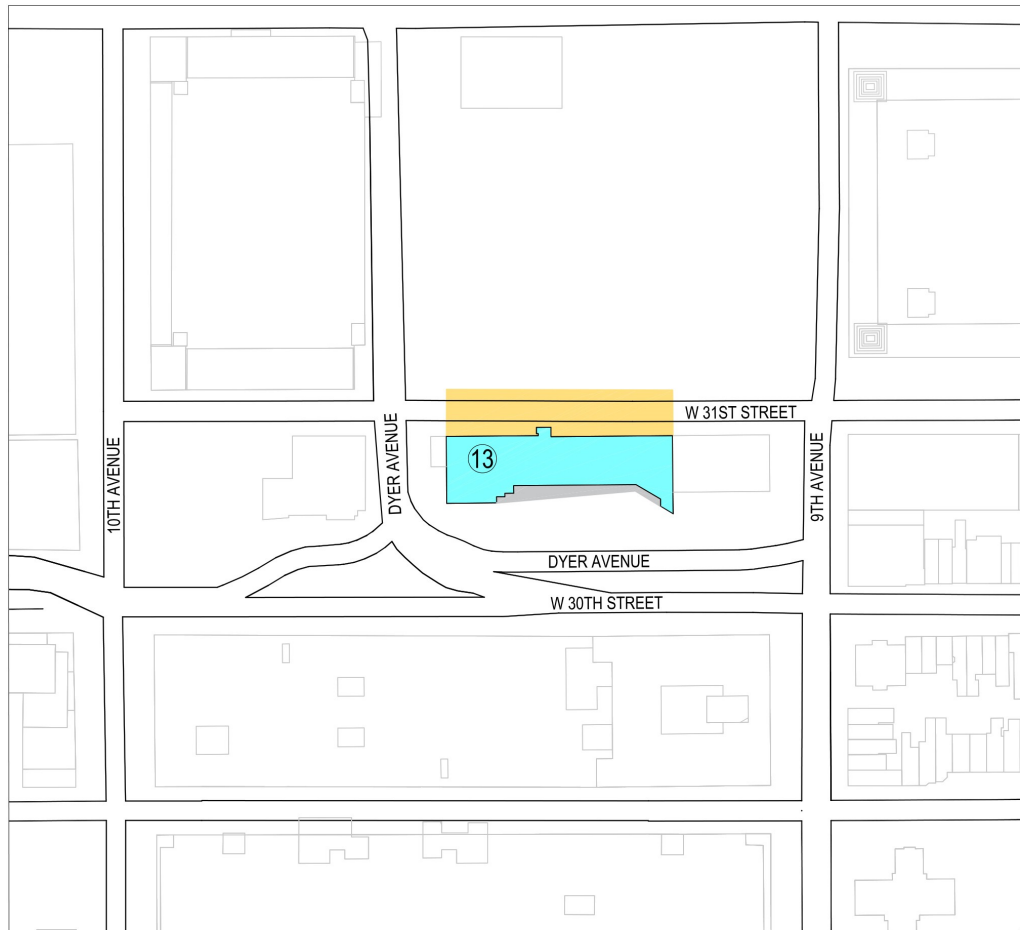 W 31ST STREET
DYER AVENUE
10TH AVENUE
13
9TH AVENUE
DYER AVENUE
W 30TH STREET